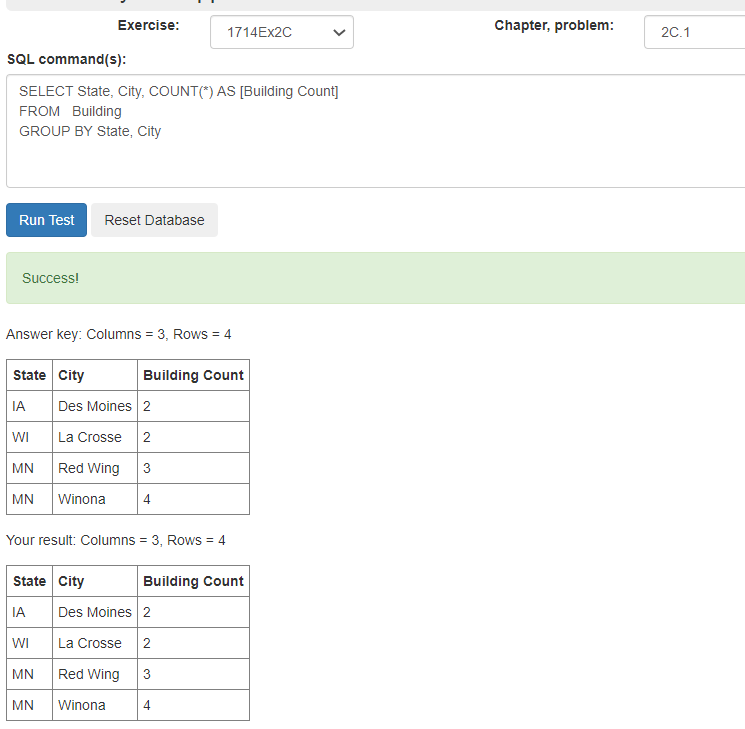 Exercise: 1714Ex2C Chapter, problem: 2C.1
SQL command(s):
SELECT State, City, COUNT(*) AS [Building Count]
FROM   Building
GROUP BY State, City
Run Test Reset Database
Success!
Answer key: Columns = 3, Rows = 4
State City Building Count
IA Des Moines 2
WI La Crosse 2
MN Red Wing 3
MN Winona 4
Your result: Columns = 3, Rows = 4
State City Building Count
IA Des Moines 2
WI La Crosse 2
MN Red Wing 3
MN Winona 4